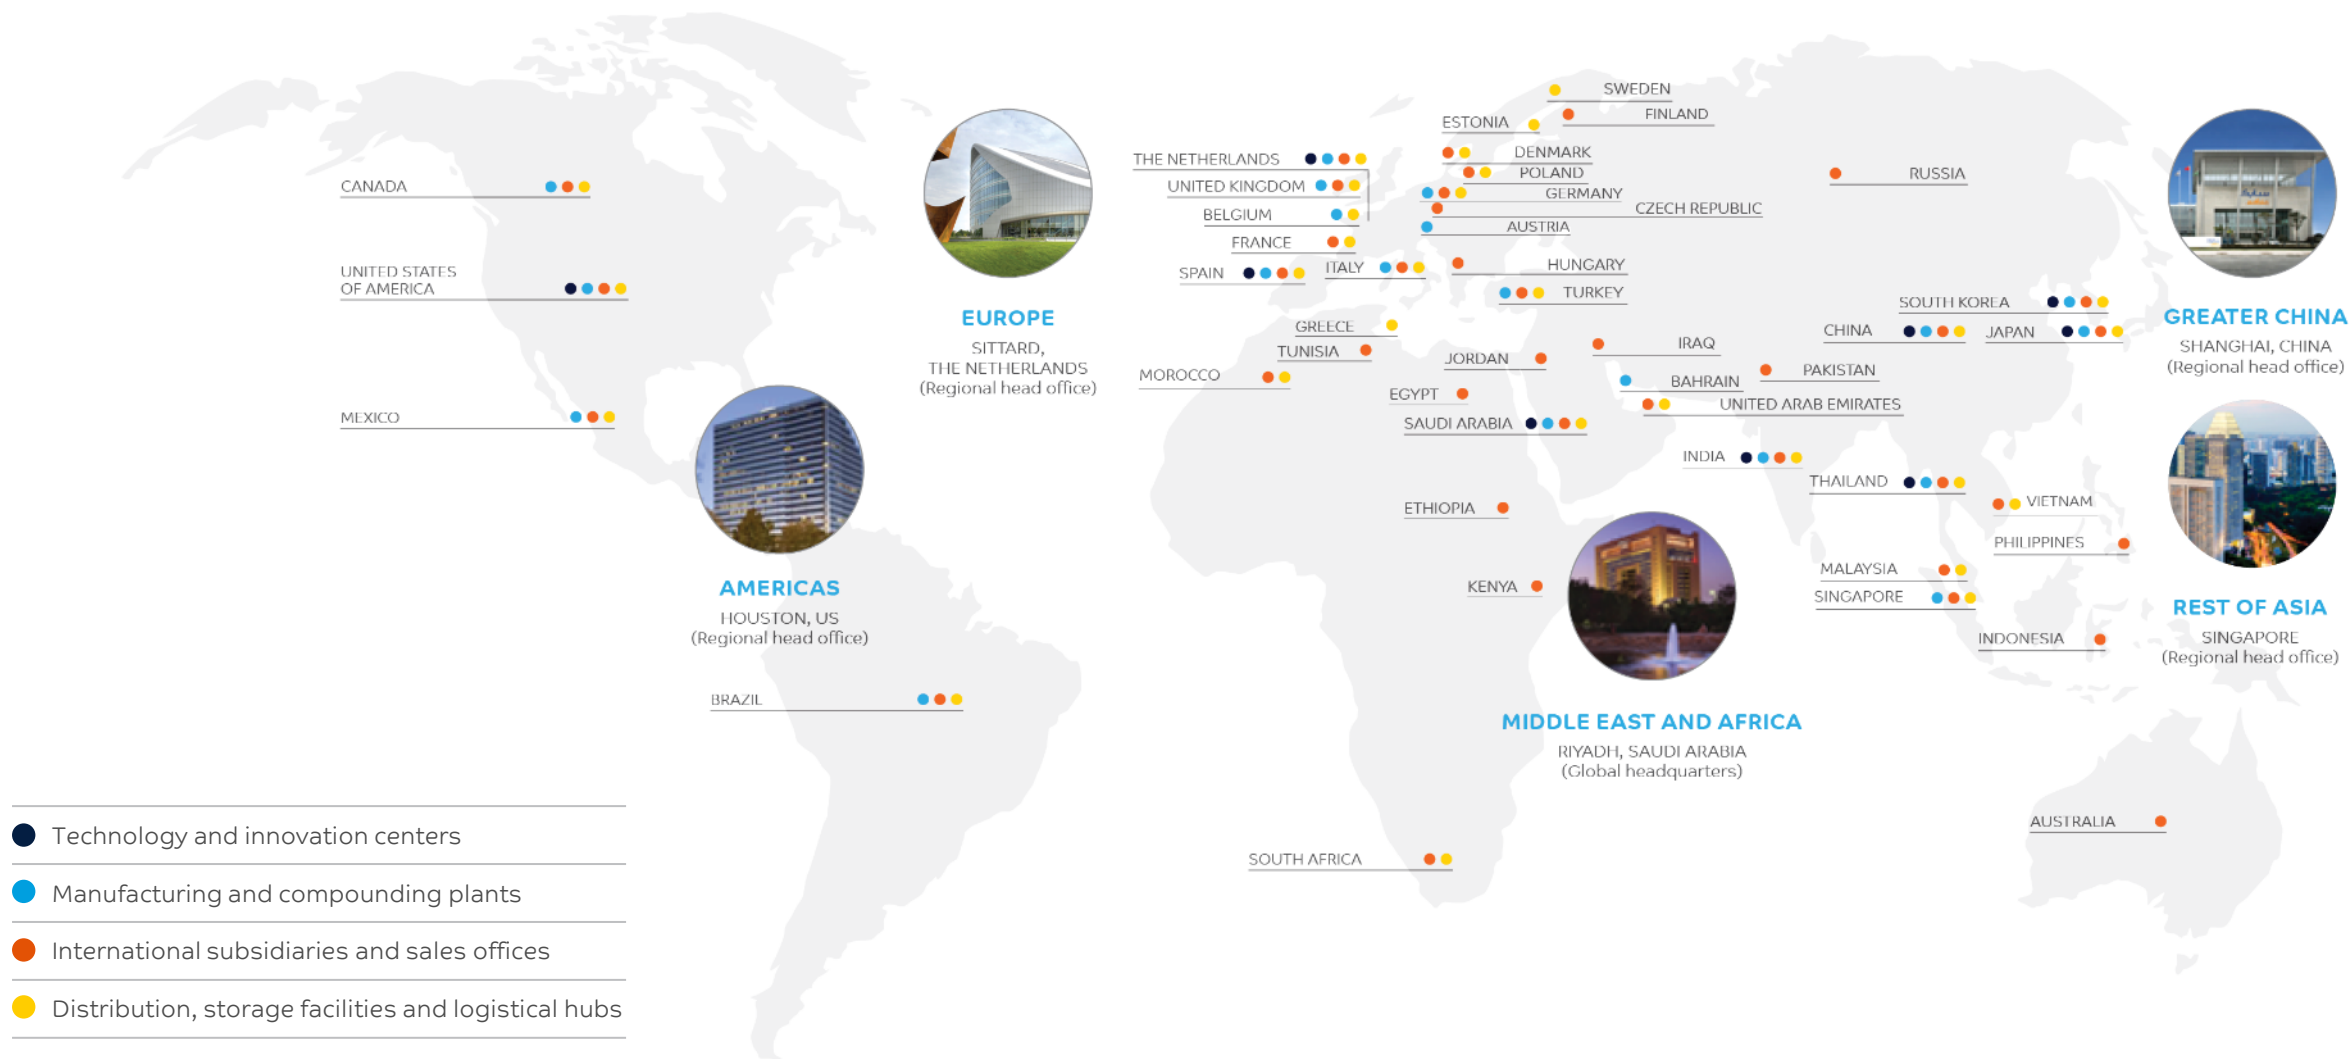 CANADA
UNITED STATES
OF AMERICA
MEXICO
BRAZIL
AMERICAS
HOUSTON, US
(Regional head office)
EUROPE
SITTARD,
THE NETHERLANDS
(Regional head office)
THE NETHERLANDS
UNITED KINGDOM
BELGIUM
FRANCE
SPAIN
ITALY
GREECE
TUNISIA
MOROCCO
SWEDEN
FINLAND
ESTONIA
DENMARK
POLAND
GERMANY
CZECH REPUBLIC
AUSTRIA
HUNGARY
TURKEY
RUSSIA
JORDAN
EGYPT
SAUDI ARABIA
IRAQ
BAHRAIN
PAKISTAN
UNITED ARAB EMIRATES
INDIA
ETHIOPIA
KENYA
SOUTH AFRICA
MIDDLE EAST AND AFRICA
RIYADH, SAUDI ARABIA
(Global headquarters)
SOUTH KOREA
CHINA
JAPAN
THAILAND
VIETNAM
PHILIPPINES
MALAYSIA
SINGAPORE
INDONESIA
AUSTRALIA
GREATER CHINA
SHANGHAI, CHINA
(Regional head office)
REST OF ASIA
SINGAPORE
(Regional head office)
Technology and innovation centers
Manufacturing and compounding plants
International subsidiaries and sales offices
Distribution, storage facilities and logistical hubs